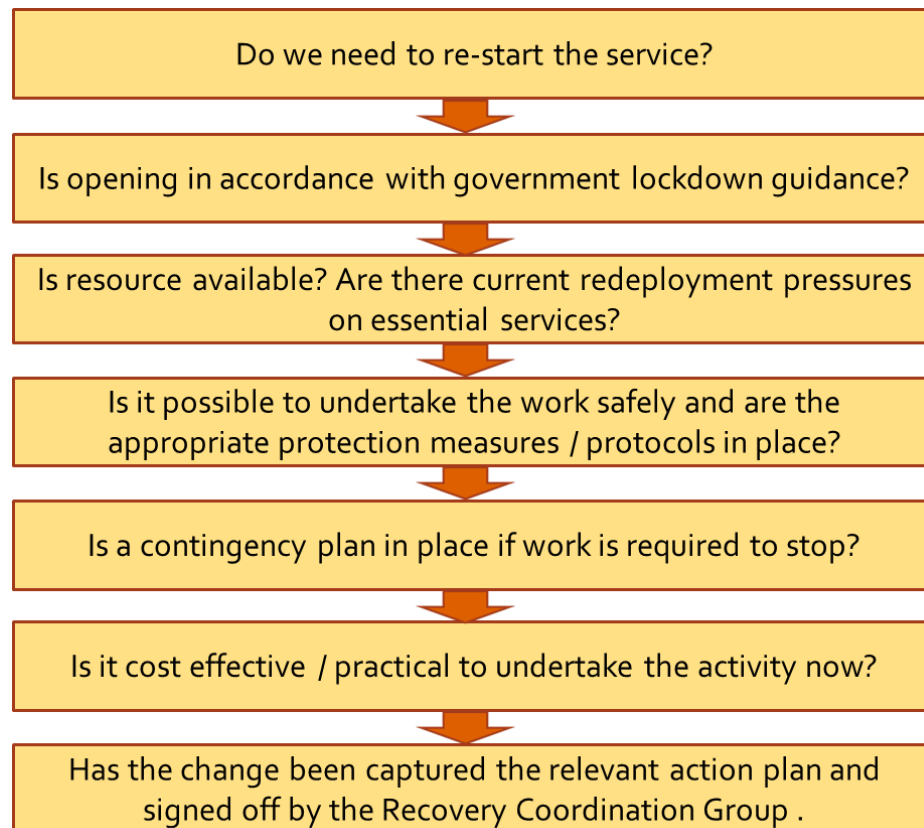 Do we need to re-start the service?
Is opening in accordance with government lockdown guidance?
Is resource available? Are there current redeployment pressures
on essential services?
Is it possible to undertake the work safely and are the
appropriate protection measures / protocols in place?
Is a contingency plan in place if work is required to stop?
Is it cost effective / practical to undertake the activity now?
Has the change been captured the relevant action plan and
signed off by the Recovery Coordination Group .